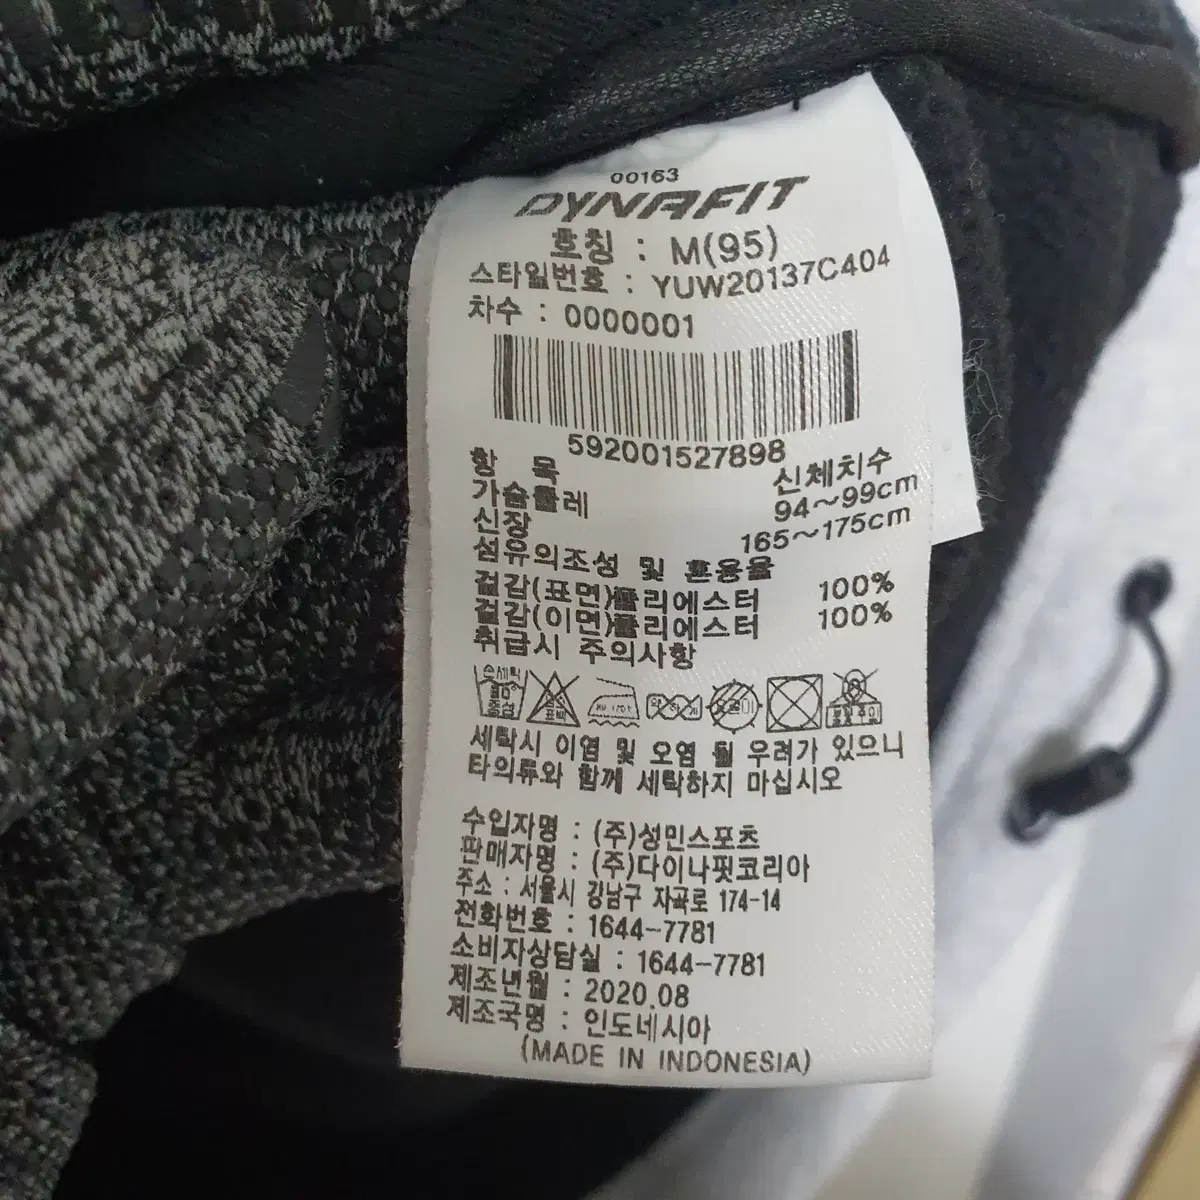 00163
DYNAFIT
호칭 : M(95)
스타일번호 : YUW20137C404
차수 : 0000001
592001527898
항 목 신체치수
가슴둘레 94~99cm
신장 165~175cm
섬유의조성 및 혼용율
겉감(표면)폴리에스터 100%
겉감(이면)폴리에스터 100%
취급시 주의사항
손세탁
중성
세탁시 이염 및 오염 될 우려가 있으니
타의류와 함께 세탁하지 마십시오
수입자명 : (주)성민스포츠
판매자명 : (주)다이나핏코리아
주소 : 서울시 강남구 자곡로 174-14
전화번호 : 1644-7781
소비자상담실 : 1644-7781
제조년월 : 2020.08
제조국명 : 인도네시아
(MADE IN INDONESIA)